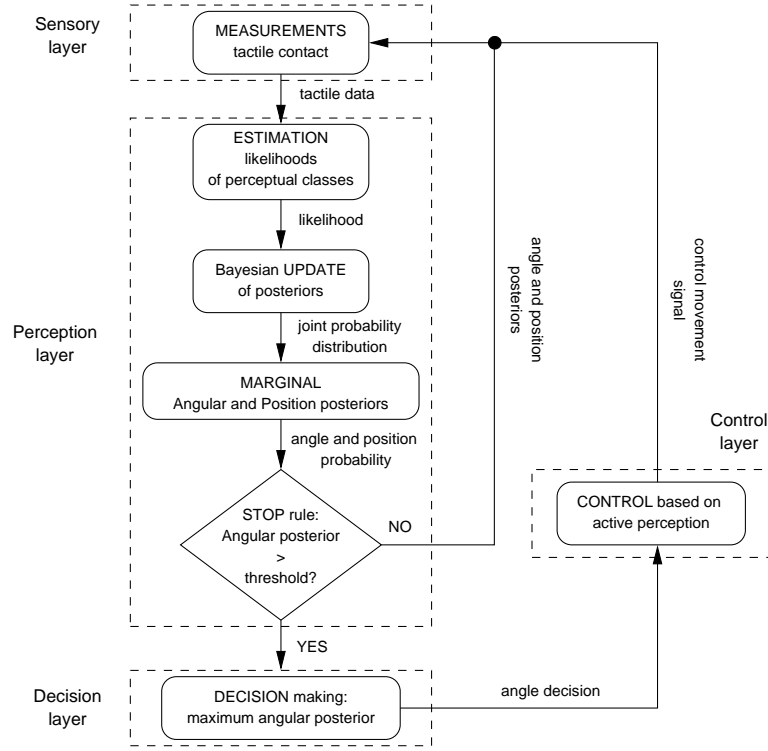 Sensory
layer
MEASUREMENTS
tactile contact
tactile data
ESTIMATION
likelihoods
of perceptual classes
likelihood
Bayesian UPDATE
of posteriors
joint probability
distribution
Perception
layer
MARGINAL
Angular and Position posteriors
angle and position
probability
STOP rule:
Angular posterior
>
threshold?
NO
YES
angle and position
posteriors
control movement
signal
Control
layer
CONTROL based on
active perception
Decision
layer
DECISION making:
maximum angular posterior
angle decision